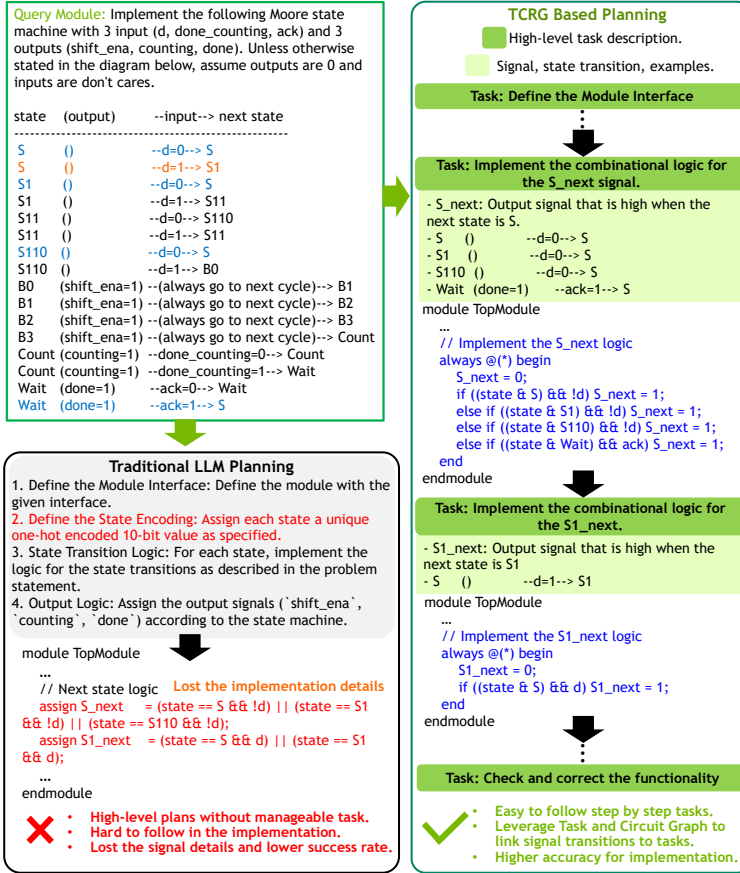 Query Module: Implement the following Moore state
machine with 3 input (d, done_counting, ack) and 3
outputs (shift_ena, counting, done). Unless otherwise
stated in the diagram below, assume outputs are 0 and
inputs are don't cares.
state (output) --input--> next state
------------------------------------------------
S () --d=0--> S
S () --d=1--> S1
S1 () --d=0--> S
S1 () --d=1--> S11
S11 () --d=0--> S110
S11 () --d=1--> S11
S110 () --d=0--> S
S110 () --d=1--> B0
B0 (shift_ena=1) --(always go to next cycle)--> B1
B1 (shift_ena=1) --(always go to next cycle)--> B2
B2 (shift_ena=1) --(always go to next cycle)--> B3
B3 (shift_ena=1) --(always go to next cycle)--> Count
Count (counting=1) --done_counting=0--> Count
Count (counting=1) --done_counting=1--> Wait
Wait (done=1) --ack=0--> Wait
Wait (done=1) --ack=1--> S
Traditional LLM Planning
1. Define the Module Interface: Define the module with the
given interface.
2. Define the State Encoding: Assign each state a unique
one-hot encoded 10-bit value as specified.
3. State Transition Logic: For each state, implement the
logic for the state transitions as described in the problem
statement.
4. Output Logic: Assign the output signals (`shift_ena`,
`counting`, `done`) according to the state machine.
module TopModule
...
// Next state logic Lost the implementation details
assign S_next = (state == S && !d) || (state == S1
&& !d) || (state == S110 && !d);
assign S1_next = (state == S && d) || (state == S1
&& d);
...
endmodule
• High-level plans without manageable task.
• Hard to follow in the implementation.
• Lost the signal details and lower success rate.
TCRG Based Planning
High-level task description.
Signal, state transition, examples.
Task: Define the Module Interface
Task: Implement the combinational logic for
the S_next signal.
- S_next: Output signal that is high when the
next state is S.
- S () --d=0--> S
- S1 () --d=0--> S
- S110 () --d=0--> S
- Wait (done=1) --ack=1--> S
module TopModule
...
// Implement the S_next logic
always @(*) begin
S_next = 0;
if ((state & S) && !d) S_next = 1;
else if ((state & S1) && !d) S_next = 1;
else if ((state & S110) && !d) S_next = 1;
else if ((state & Wait) && ack) S_next = 1;
end
endmodule
Task: Implement the combinational logic for
the S1_next.
- S1_next: Output signal that is high when the
next state is S1
- S () --d=1--> S1
module TopModule
...
// Implement the S1_next logic
always @(*) begin
S1_next = 0;
if ((state & S) && d) S1_next = 1;
end
endmodule
Task: Check and correct the functionality
• Easy to follow step by step tasks.
• Leverage Task and Circuit Graph to
link signal transitions to tasks.
• Higher accuracy for implementation.